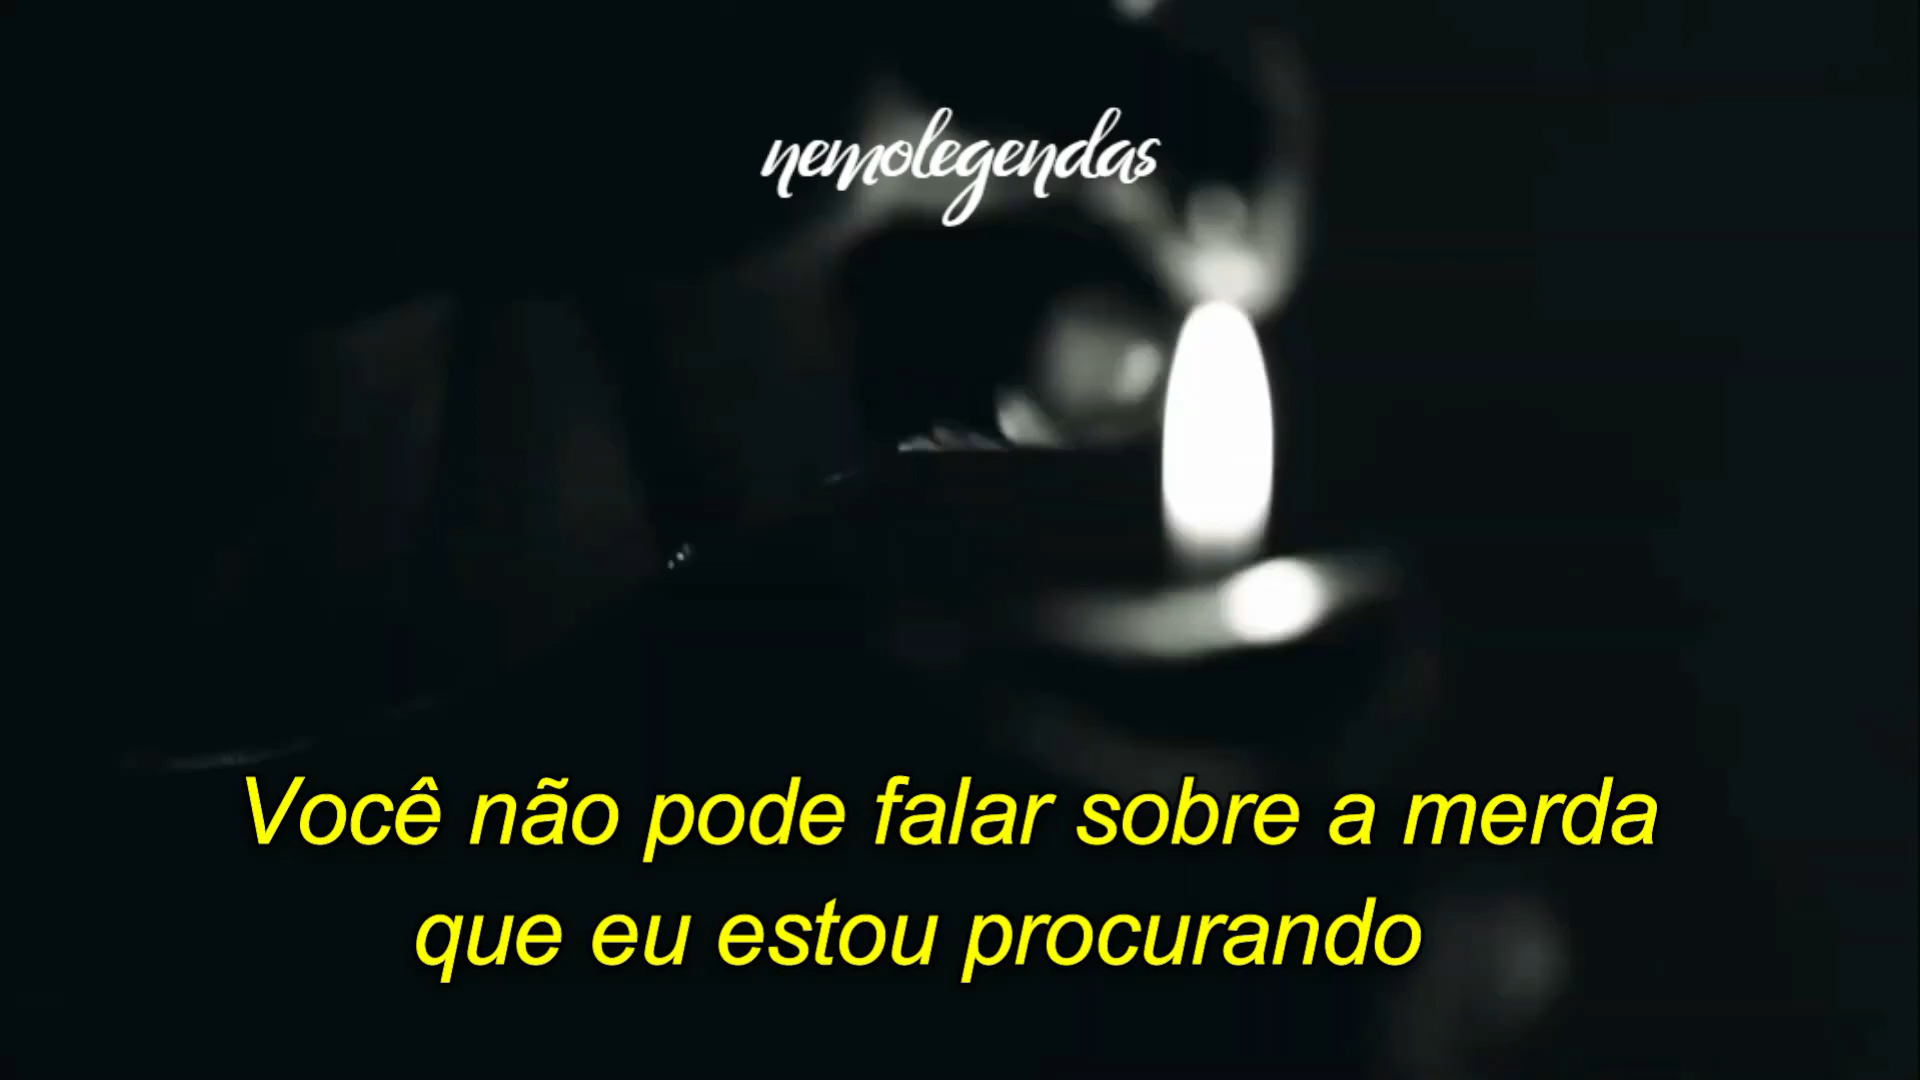 nemolegendas
Você não pode falar sobre a merda
que eu estou procurando